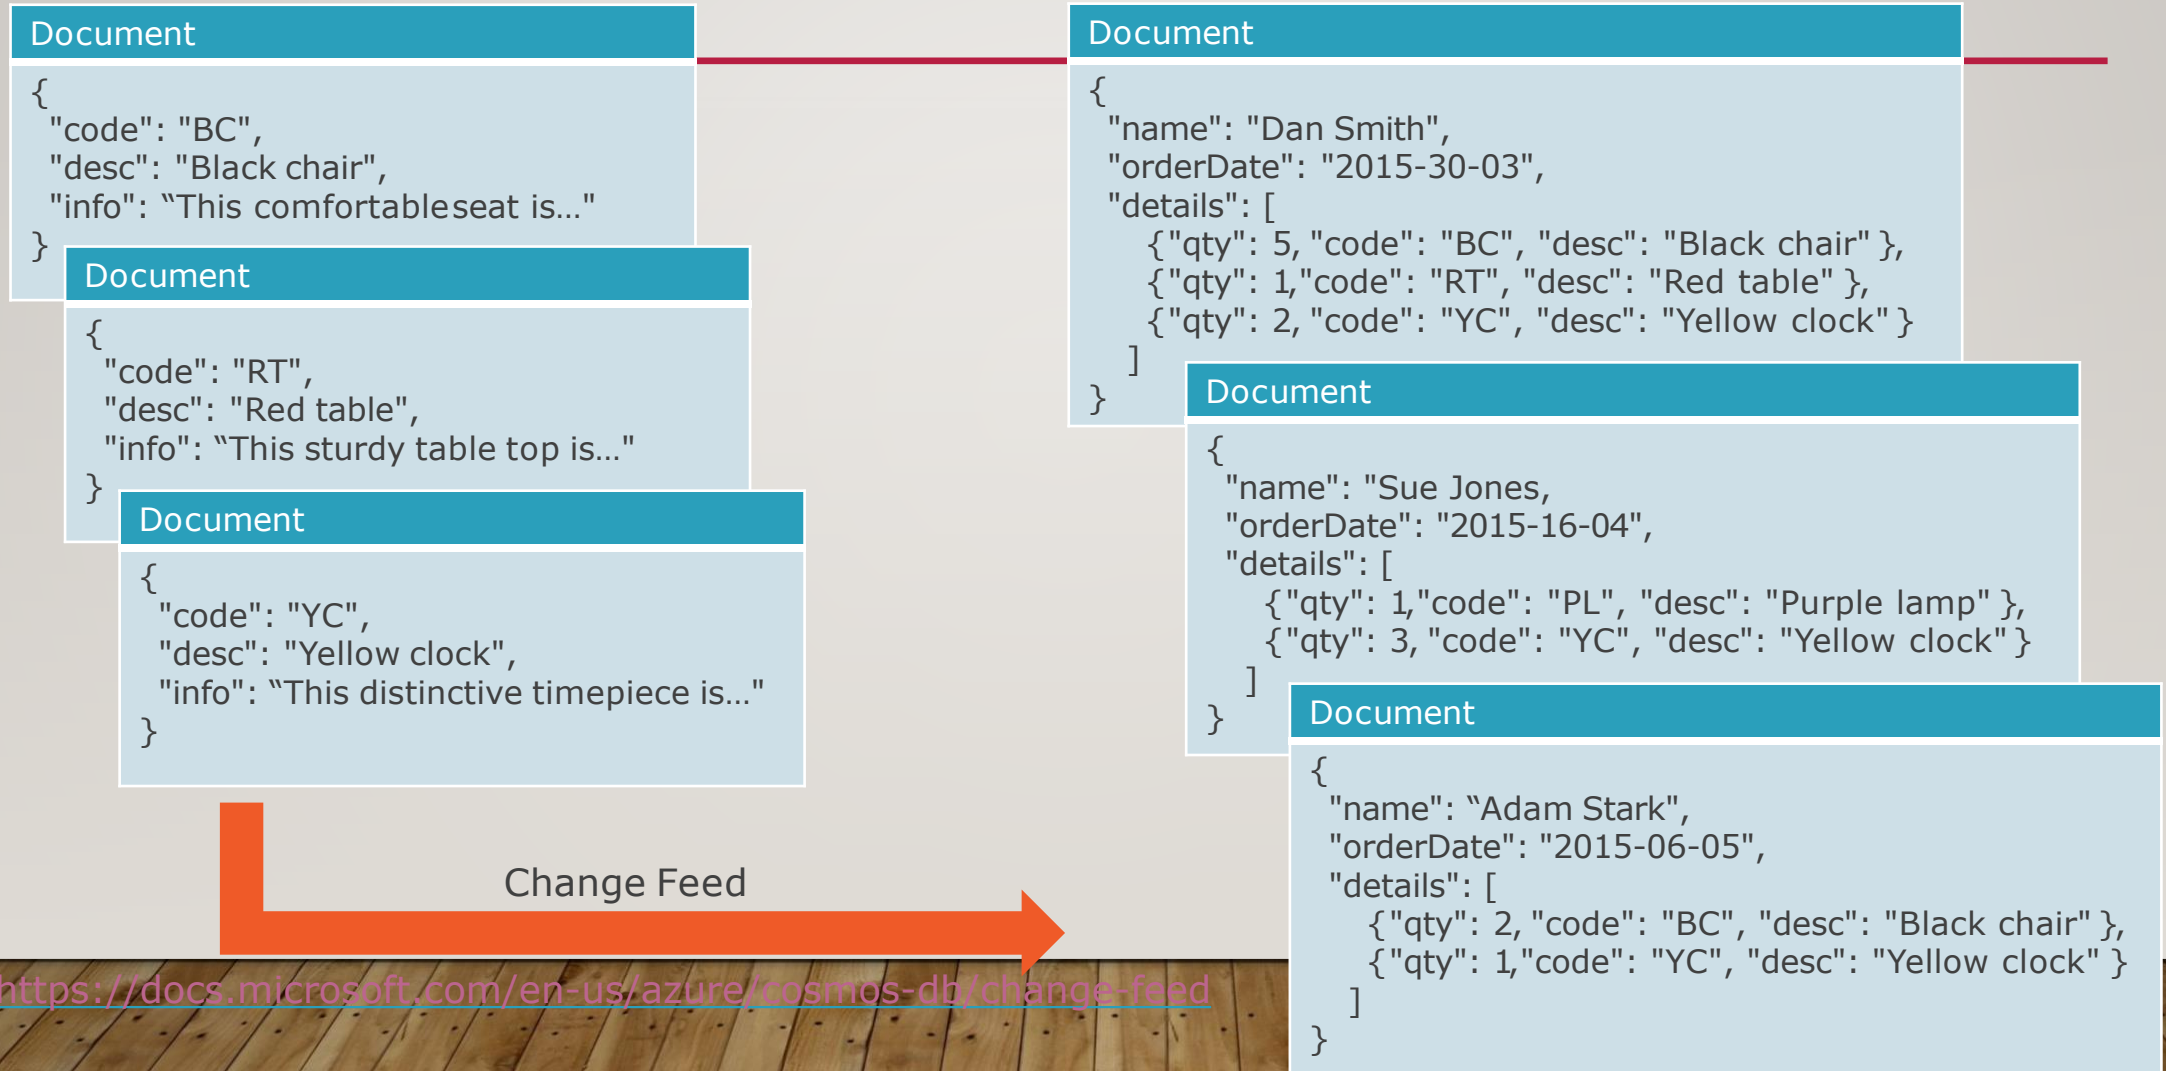 Document
{
"code": "BC",
"desc": "Black chair",
"info": “This comfortable seat is…"
}
Document
{
"code": "RT",
"desc": "Red table",
"info": “This sturdy table top is…"
}
Document
{
"code": "YC",
"desc": "Yellow clock",
"info": “This distinctive timepiece is…"
}
Change Feed
https://docs.microsoft.com/en-us/azure/cosmos-db/change-feed
Document
{
"name": "Dan Smith",
"orderDate": "2015-30-03",
"details": [
{"qty": 5, "code": "BC", "desc": "Black chair" },
{"qty": 1,"code": "RT", "desc": "Red table" },
{"qty": 2, "code": "YC", "desc": "Yellow clock" }
]
}
Document
{
"name": "Sue Jones,
"orderDate": "2015-16-04",
"details": [
{"qty": 1,"code": "PL", "desc": "Purple lamp" },
{"qty": 3, "code": "YC", "desc": "Yellow clock" }
]
}
Document
{
"name": “Adam Stark",
"orderDate": "2015-06-05",
"details": [
{"qty": 2, "code": "BC", "desc": "Black chair" },
{"qty": 1,"code": "YC", "desc": "Yellow clock" }
]
}